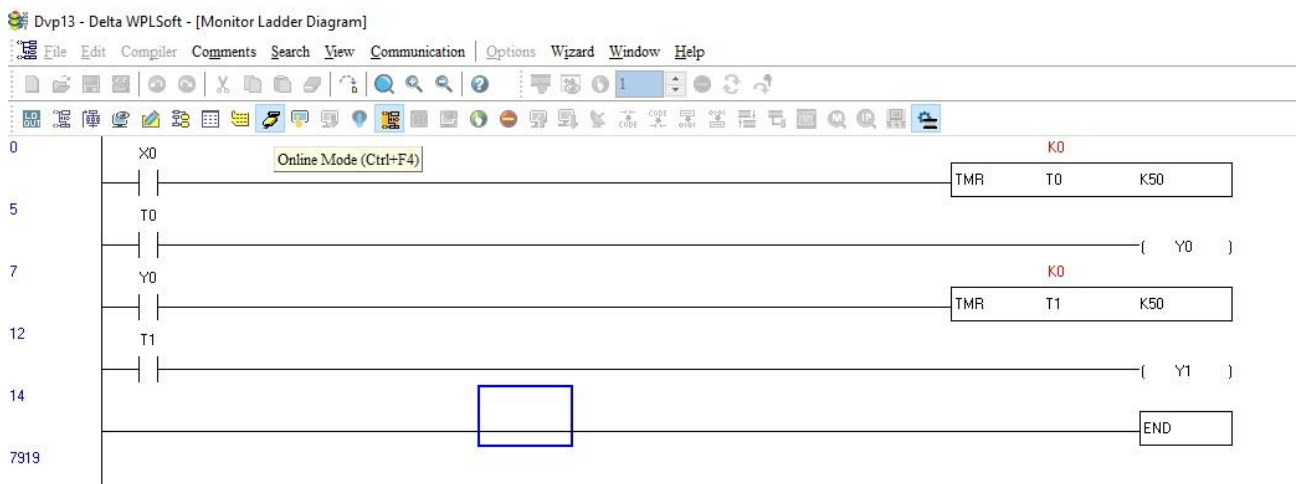 Dvp13 - Delta WPLSoft - [Monitor Ladder Diagram]
File Edit Compiler Comments Search View Communication Options Wizard Window Help
1
0 X0 K0
Online Mode (Ctrl+F4)
TMR T0 K50
5 T0
( Y0 )
7 Y0 K0
TMR T1 K50
12 T1
( Y1 )
14
END
7919